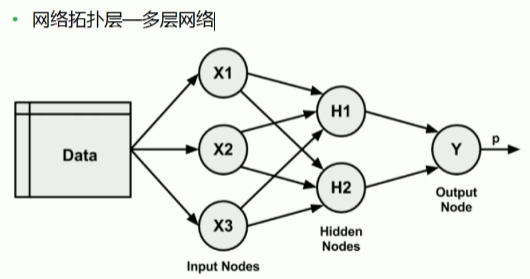 网络拓扑层—多层网络
X1
H1
Data
X2
Y
p
H2
Output
Node
X3
Hidden
Nodes
Input Nodes